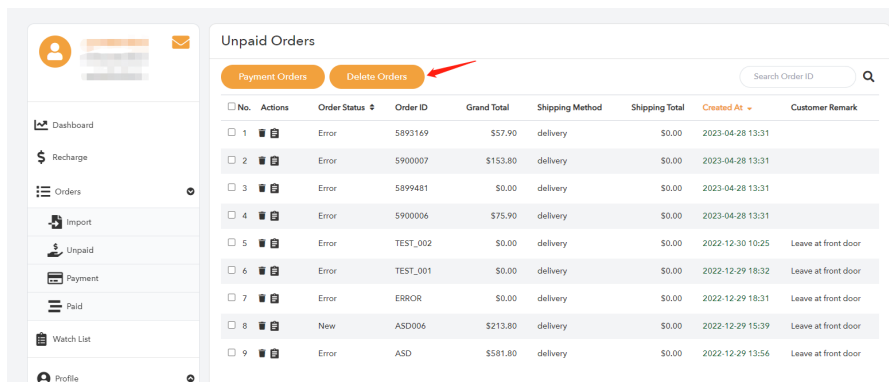 Unpaid Orders
Payment Orders Delete Orders Search Order ID
No. Actions Order Status Order ID Grand Total Shipping Method Shipping Total Created At Customer Remark
1 Error 5893169 $57.90 delivery $0.00 2023-04-28 13:31
2 Error 5900007 $153.80 delivery $0.00 2023-04-28 13:31
3 Error 5899481 $0.00 delivery $0.00 2023-04-28 13:31
4 Error 5900006 $75.90 delivery $0.00 2023-04-28 13:31
5 Error TEST_002 $0.00 delivery $0.00 2022-12-30 10:25 Leave at front door
6 Error TEST_001 $0.00 delivery $0.00 2022-12-29 18:32 Leave at front door
7 Error ERROR $0.00 delivery $0.00 2022-12-29 18:31 Leave at front door
8 New ASD006 $213.80 delivery $0.00 2022-12-29 15:39 Leave at front door
9 Error ASD $581.80 delivery $0.00 2022-12-29 13:56 Leave at front door
Dashboard
Recharge
Orders
Import
Unpaid
Payment
Paid
Watch List
Profile